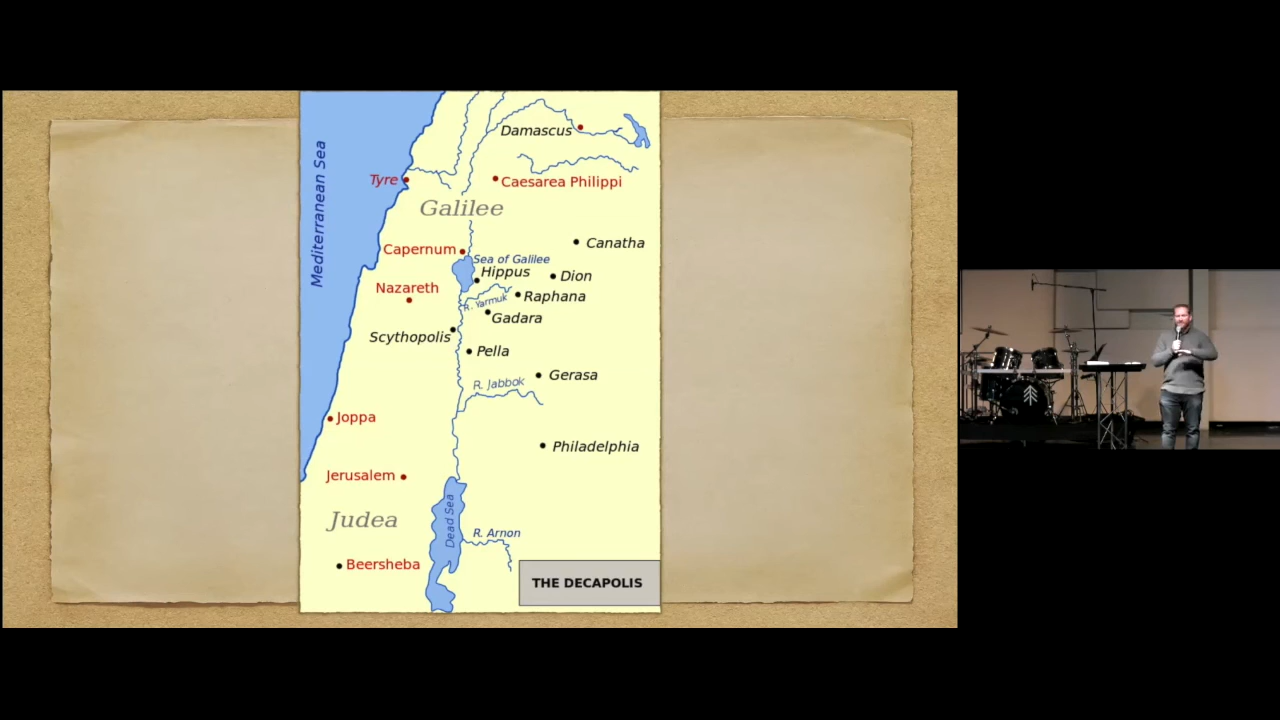 Damascus
Mediterranean Sea
Tyre
Caesarea Philippi
Galilee
Canatha
Capernum
Sea of Galilee
Hippus
Dion
Nazareth
Raphana
R. Yarmuk
Gadara
Scythopolis
Pella
Gerasa
R. Jabbok
Joppa
Philadelphia
Jerusalem
Dead Sea
Judea
R. Arnon
Beersheba
THE DECAPOLIS